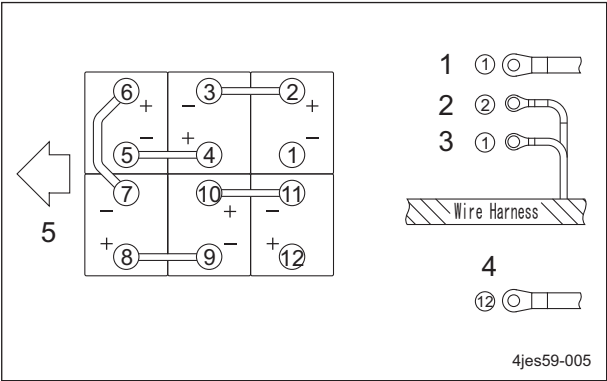 1 ①
⑥ ③ ② + − +
2 ②
− + −
⑤ ④ ①
3 ①
⑦ ⑩ ⑪
− + −
Wire Harness
5
+ − +
⑧ ⑨ ⑫
4
⑫
4jes59-005